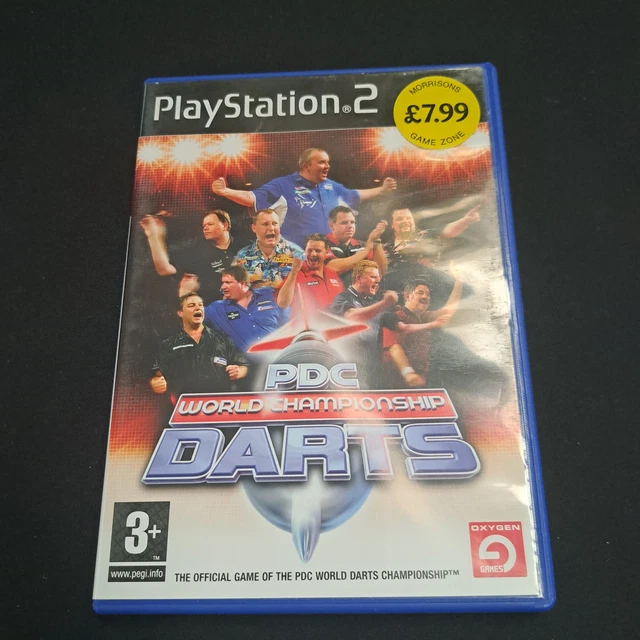 PlayStation®2
MORRISONS
£7.99
GAME ZONE
PDC
WORLD CHAMPIONSHIP
DARTS
3+
TM
www.pegi.info
THE OFFICIAL GAME OF THE PDC WORLD DARTS CHAMPIONSHIP™
OXYGEN
GAMES